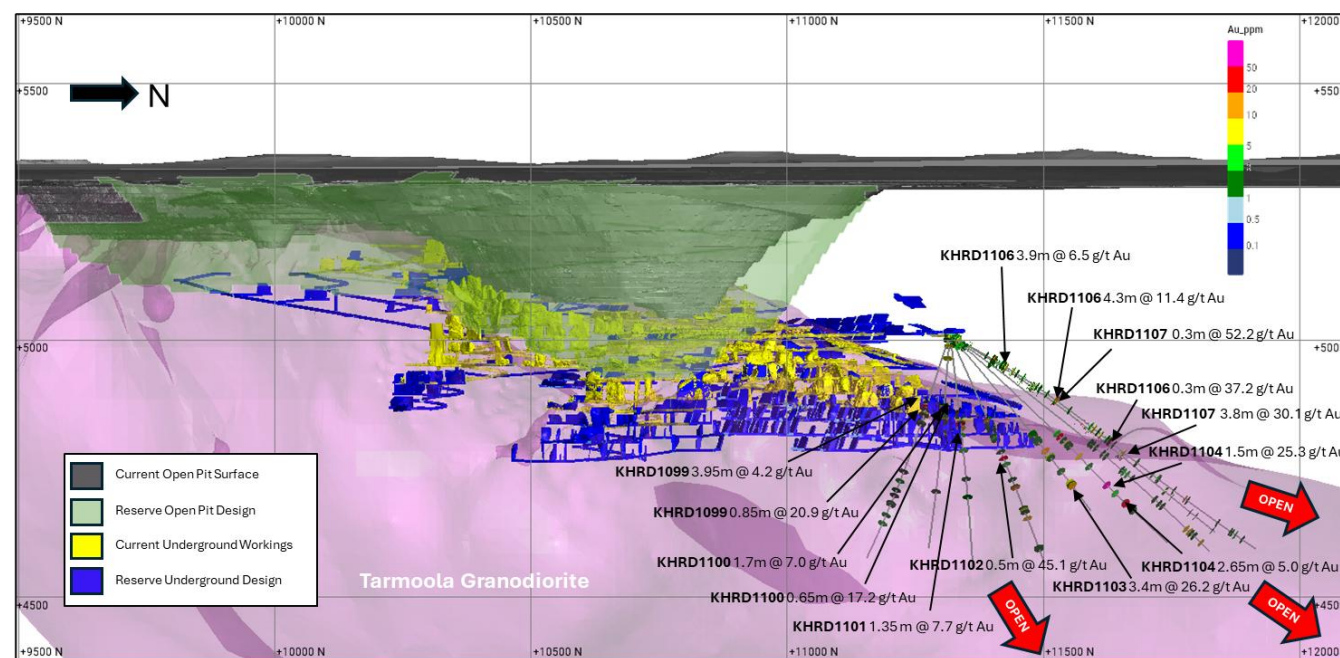 +9500 N
+10000 N
+10500 N
+11000 N
+11500 N
+12000
Au_ppm
50
20
10
5
1
0.5
0.1
N
+5500
+550
KHRD1106 3.9m @ 6.5 g/t Au
KHRD1106 4.3m @ 11.4 g/t Au
KHRD1107 0.3m @ 52.2 g/t Au
+5000
+500
KHRD1106 0.3m @ 37.2 g/t Au
KHRD1107 3.8m @ 30.1 g/t Au
KHRD1104 1.5m @ 25.3 g/t Au
KHRD1099 3.95m @ 4.2 g/t Au
KHRD1099 0.85m @ 20.9 g/t Au
OPEN
Current Open Pit Surface
Reserve Open Pit Design
Current Underground Workings
Reserve Underground Design
KHRD1100 1.7m @ 7.0 g/t Au
KHRD1102 0.5m @ 45.1 g/t Au
KHRD1104 2.65m @ 5.0 g/t Au
Tarmoola Granodiorite
KHRD1103 3.4m @ 26.2 g/t Au
KHRD1100 0.65m @ 17.2 g/t Au
+4500
+450
OPEN
OPEN
KHRD1101 1.35m @ 7.7 g/t Au
+9500 N
+10000 N
+10500 N
+11000 N
+11500 N
+12000